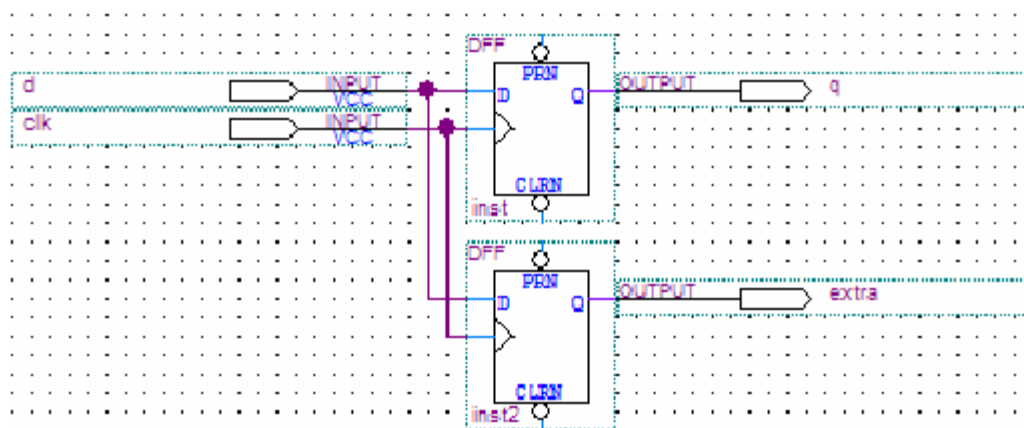 DFF
PRN
d
INPUT
VCC
D
Q
OUTPUT
q
clk
INPUT
VCC
CLRN
inst
DFF
PRN
D
Q
OUTPUT
extra
CLRN
inst2